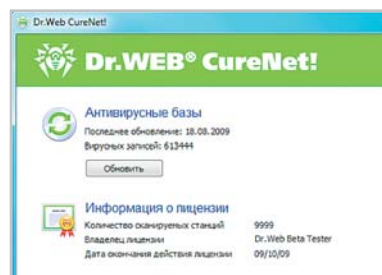 Dr.Web CureNet!
Dr.WEB® CureNet!
Антивирусные базы
Последнее обновление: 18.08.2009
Вирусных записей: 613444
Обновить
Информация о лицензии
Количество сканируемых станций 9999
Владелец лицензии Dr.Web Beta Tester
Дата окончания действия лицензии 09/10/09